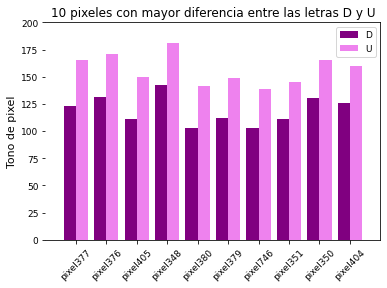 10 pixeles con mayor diferencia entre las letras D y U
D
U
Tono de pixel
200
175
150
125
100
75
50
25
0
pixel377
pixel376
pixel405
pixel348
pixel380
pixel379
pixel746
pixel351
pixel350
pixel404